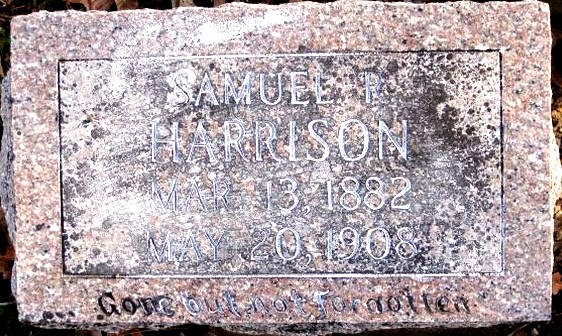 SAMUEL R.
HARRISON
MAR. 13, 1882
MAY 20, 1908
Gone but not forgotten